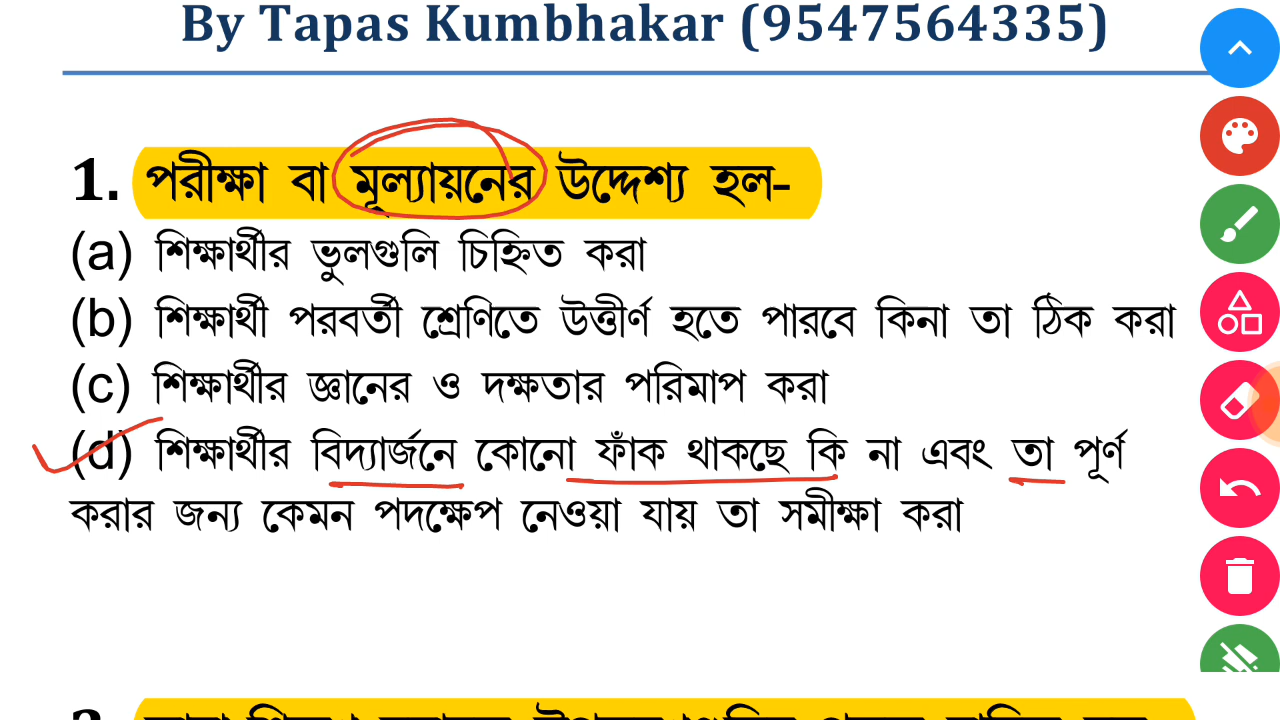 By Tapas Kumbhakar (9547564335)
1. পরীক্ষা বা মূল্যায়নের উদ্দেশ্য হল-
(a) শিক্ষার্থীর ভুলগুলি চিহ্নিত করা
(b) শিক্ষার্থী পরবর্তী শ্রেণিতে উত্তীর্ণ হতে পারবে কিনা তা ঠিক করা
(c) শিক্ষার্থীর জ্ঞানের ও দক্ষতার পরিমাপ করা
(d) শিক্ষার্থীর বিদ্যার্জনে কোনো ফাঁক থাকছে কি না এবং তা পূর্ণ
করার জন্য কেমন পদক্ষেপ নেওয়া যায় তা সমীক্ষা করা